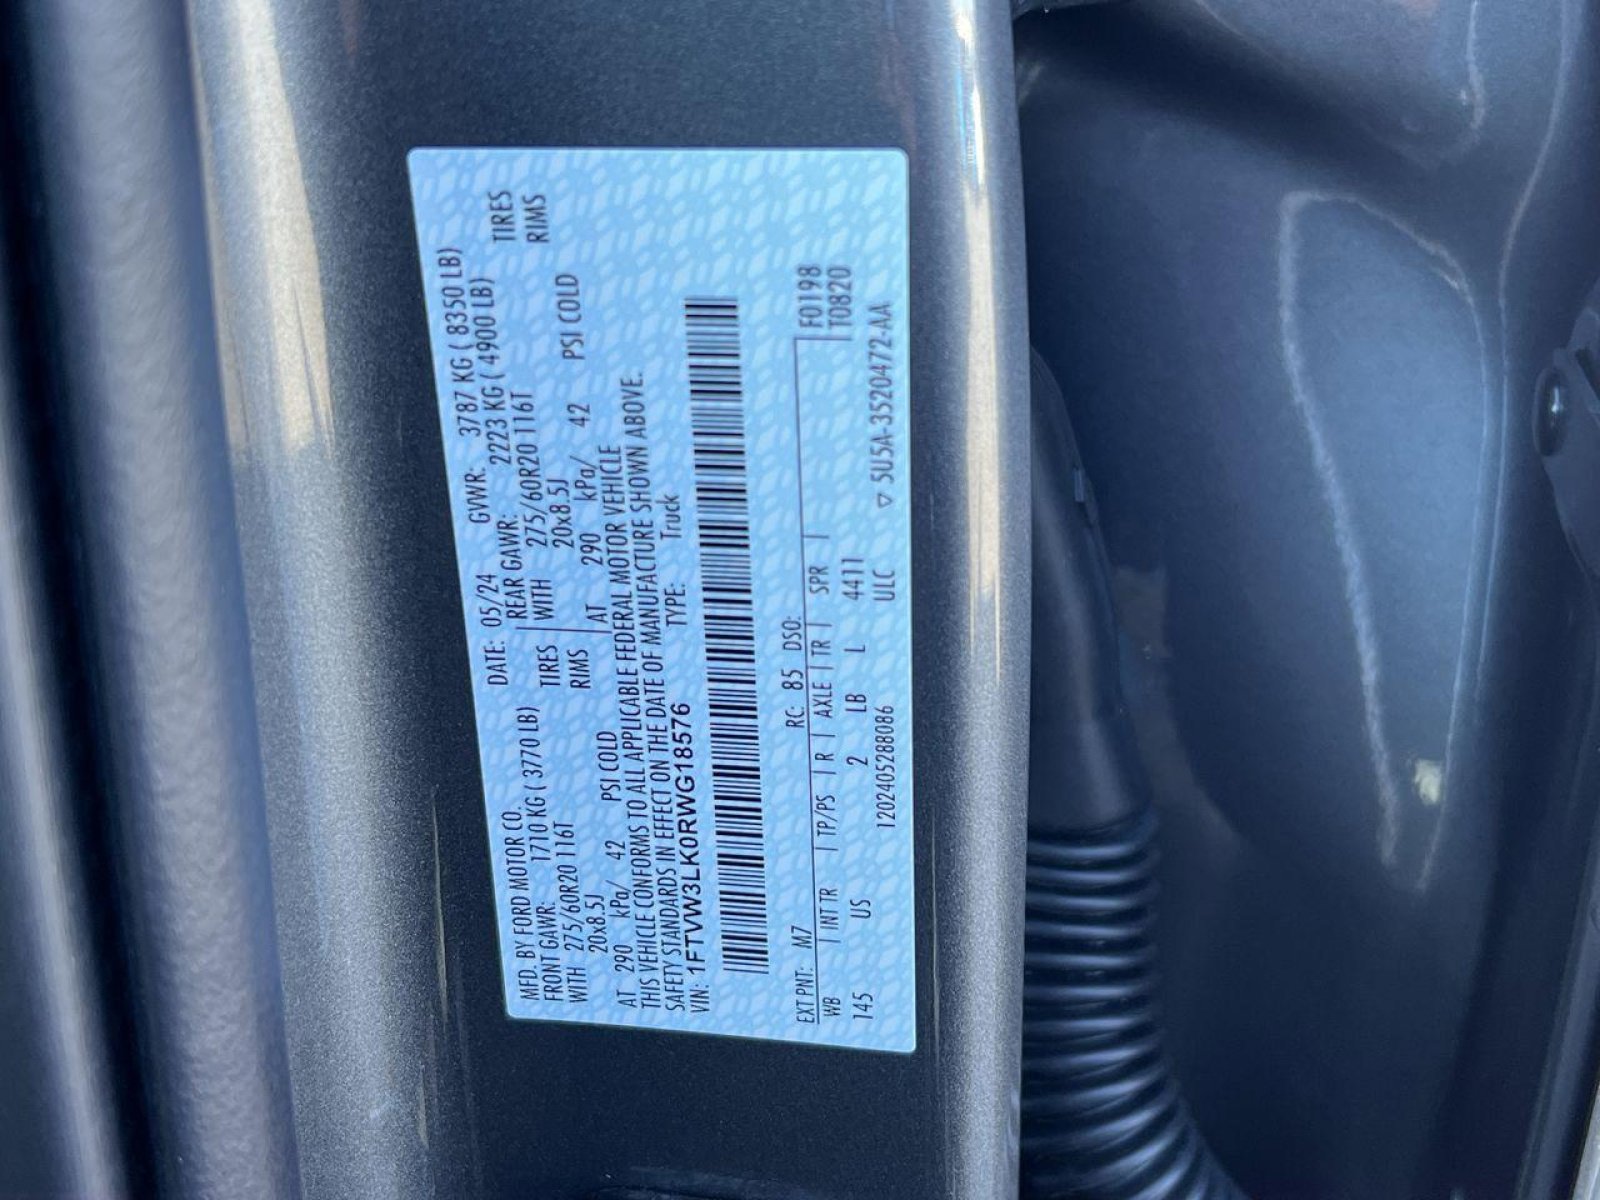 MFD. BY FORD MOTOR CO. DATE: 05/24 GVWR: 3787 KG ( 8350 LB)
FRONT GAWR: 1710 KG ( 3770 LB) REAR GAWR: 2223 KG ( 4900 LB)
WITH 275/60R20 116T TIRES WITH 275/60R20 116T TIRES
20x8.5J RIMS 20x8.5J RIMS
AT 290 kPa/ 42 PSI COLD AT 290 kPa/ 42 PSI COLD
THIS VEHICLE CONFORMS TO ALL APPLICABLE FEDERAL MOTOR VEHICLE
SAFETY STANDARDS IN EFFECT ON THE DATE OF MANUFACTURE SHOWN ABOVE.
VIN: 1FTVW3LK0RWG18576 TYPE: Truck
EXT PNT: M7 RC: 85 DSO: F0198
WB | INT TR | TP/PS | R | AXLE | TR | SPR | T0820
145 US 2 LB L 4411
12024052880​86 ULC ▽ 5U5A-3520472-AA